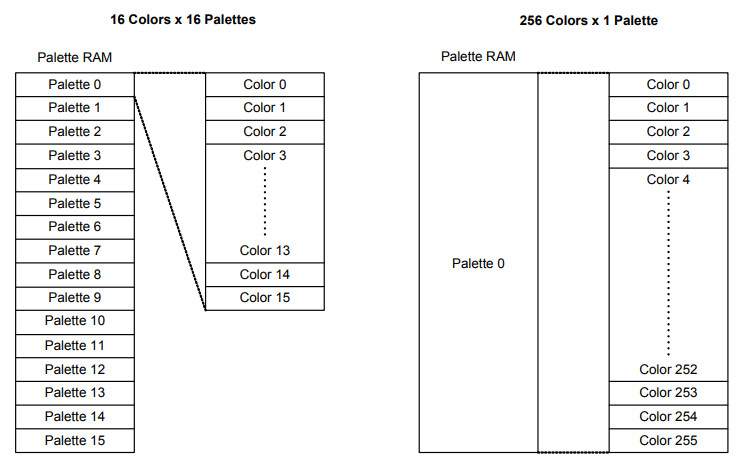 16 Colors x 16 Palettes
Palette RAM
Palette 0
Palette 1
Palette 2
Palette 3
Palette 4
Palette 5
Palette 6
Palette 7
Palette 8
Palette 9
Palette 10
Palette 11
Palette 12
Palette 13
Palette 14
Palette 15
Color 0
Color 1
Color 2
Color 3
Color 13
Color 14
Color 15
256 Colors x 1 Palette
Palette RAM
Palette 0
Color 0
Color 1
Color 2
Color 3
Color 4
Color 252
Color 253
Color 254
Color 255